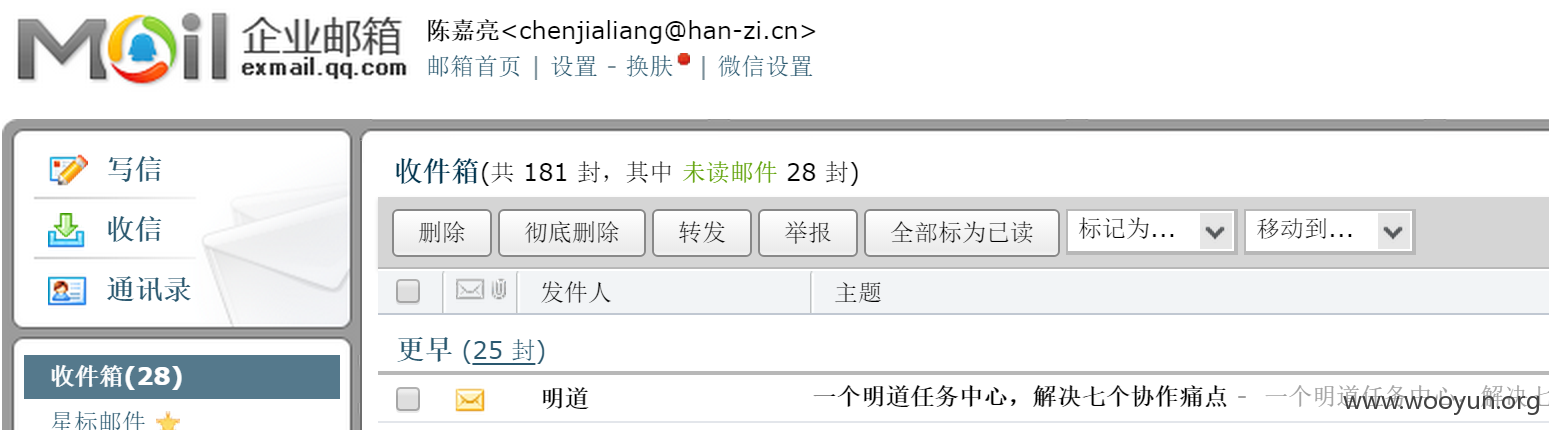 Mail 企业邮箱
exmail.qq.com
陈嘉亮<chenjialiang@han-zi.cn>
邮箱首页 | 设置 - 换肤 | 微信设置
写信
收信
通讯录
收件箱(28)
星标邮件
收件箱(共 181 封，其中 未读邮件 28 封)
删除 彻底删除 转发 举报 全部标为已读 标记为... 移动到...
发件人 主题
更早 (25 封)
明道 一个明道任务中心，解决七个协作痛点 - 一个明道任务中心，解决七
www.wooyun.org